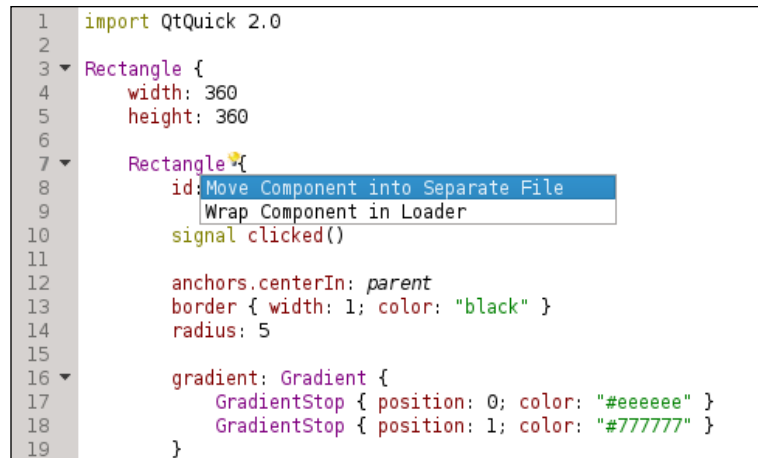 1 import QtQuick 2.0
2
3 Rectangle {
4 width: 360
5 height: 360
6
7 Rectangle {
8 id: Move Component into Separate File
9 Wrap Component in Loader
10 signal clicked()
11
12 anchors.centerIn: parent
13 border { width: 1; color: "black" }
14 radius: 5
15
16 gradient: Gradient {
17 GradientStop { position: 0; color: "#eeeeee" }
18 GradientStop { position: 1; color: "#777777" }
19 }